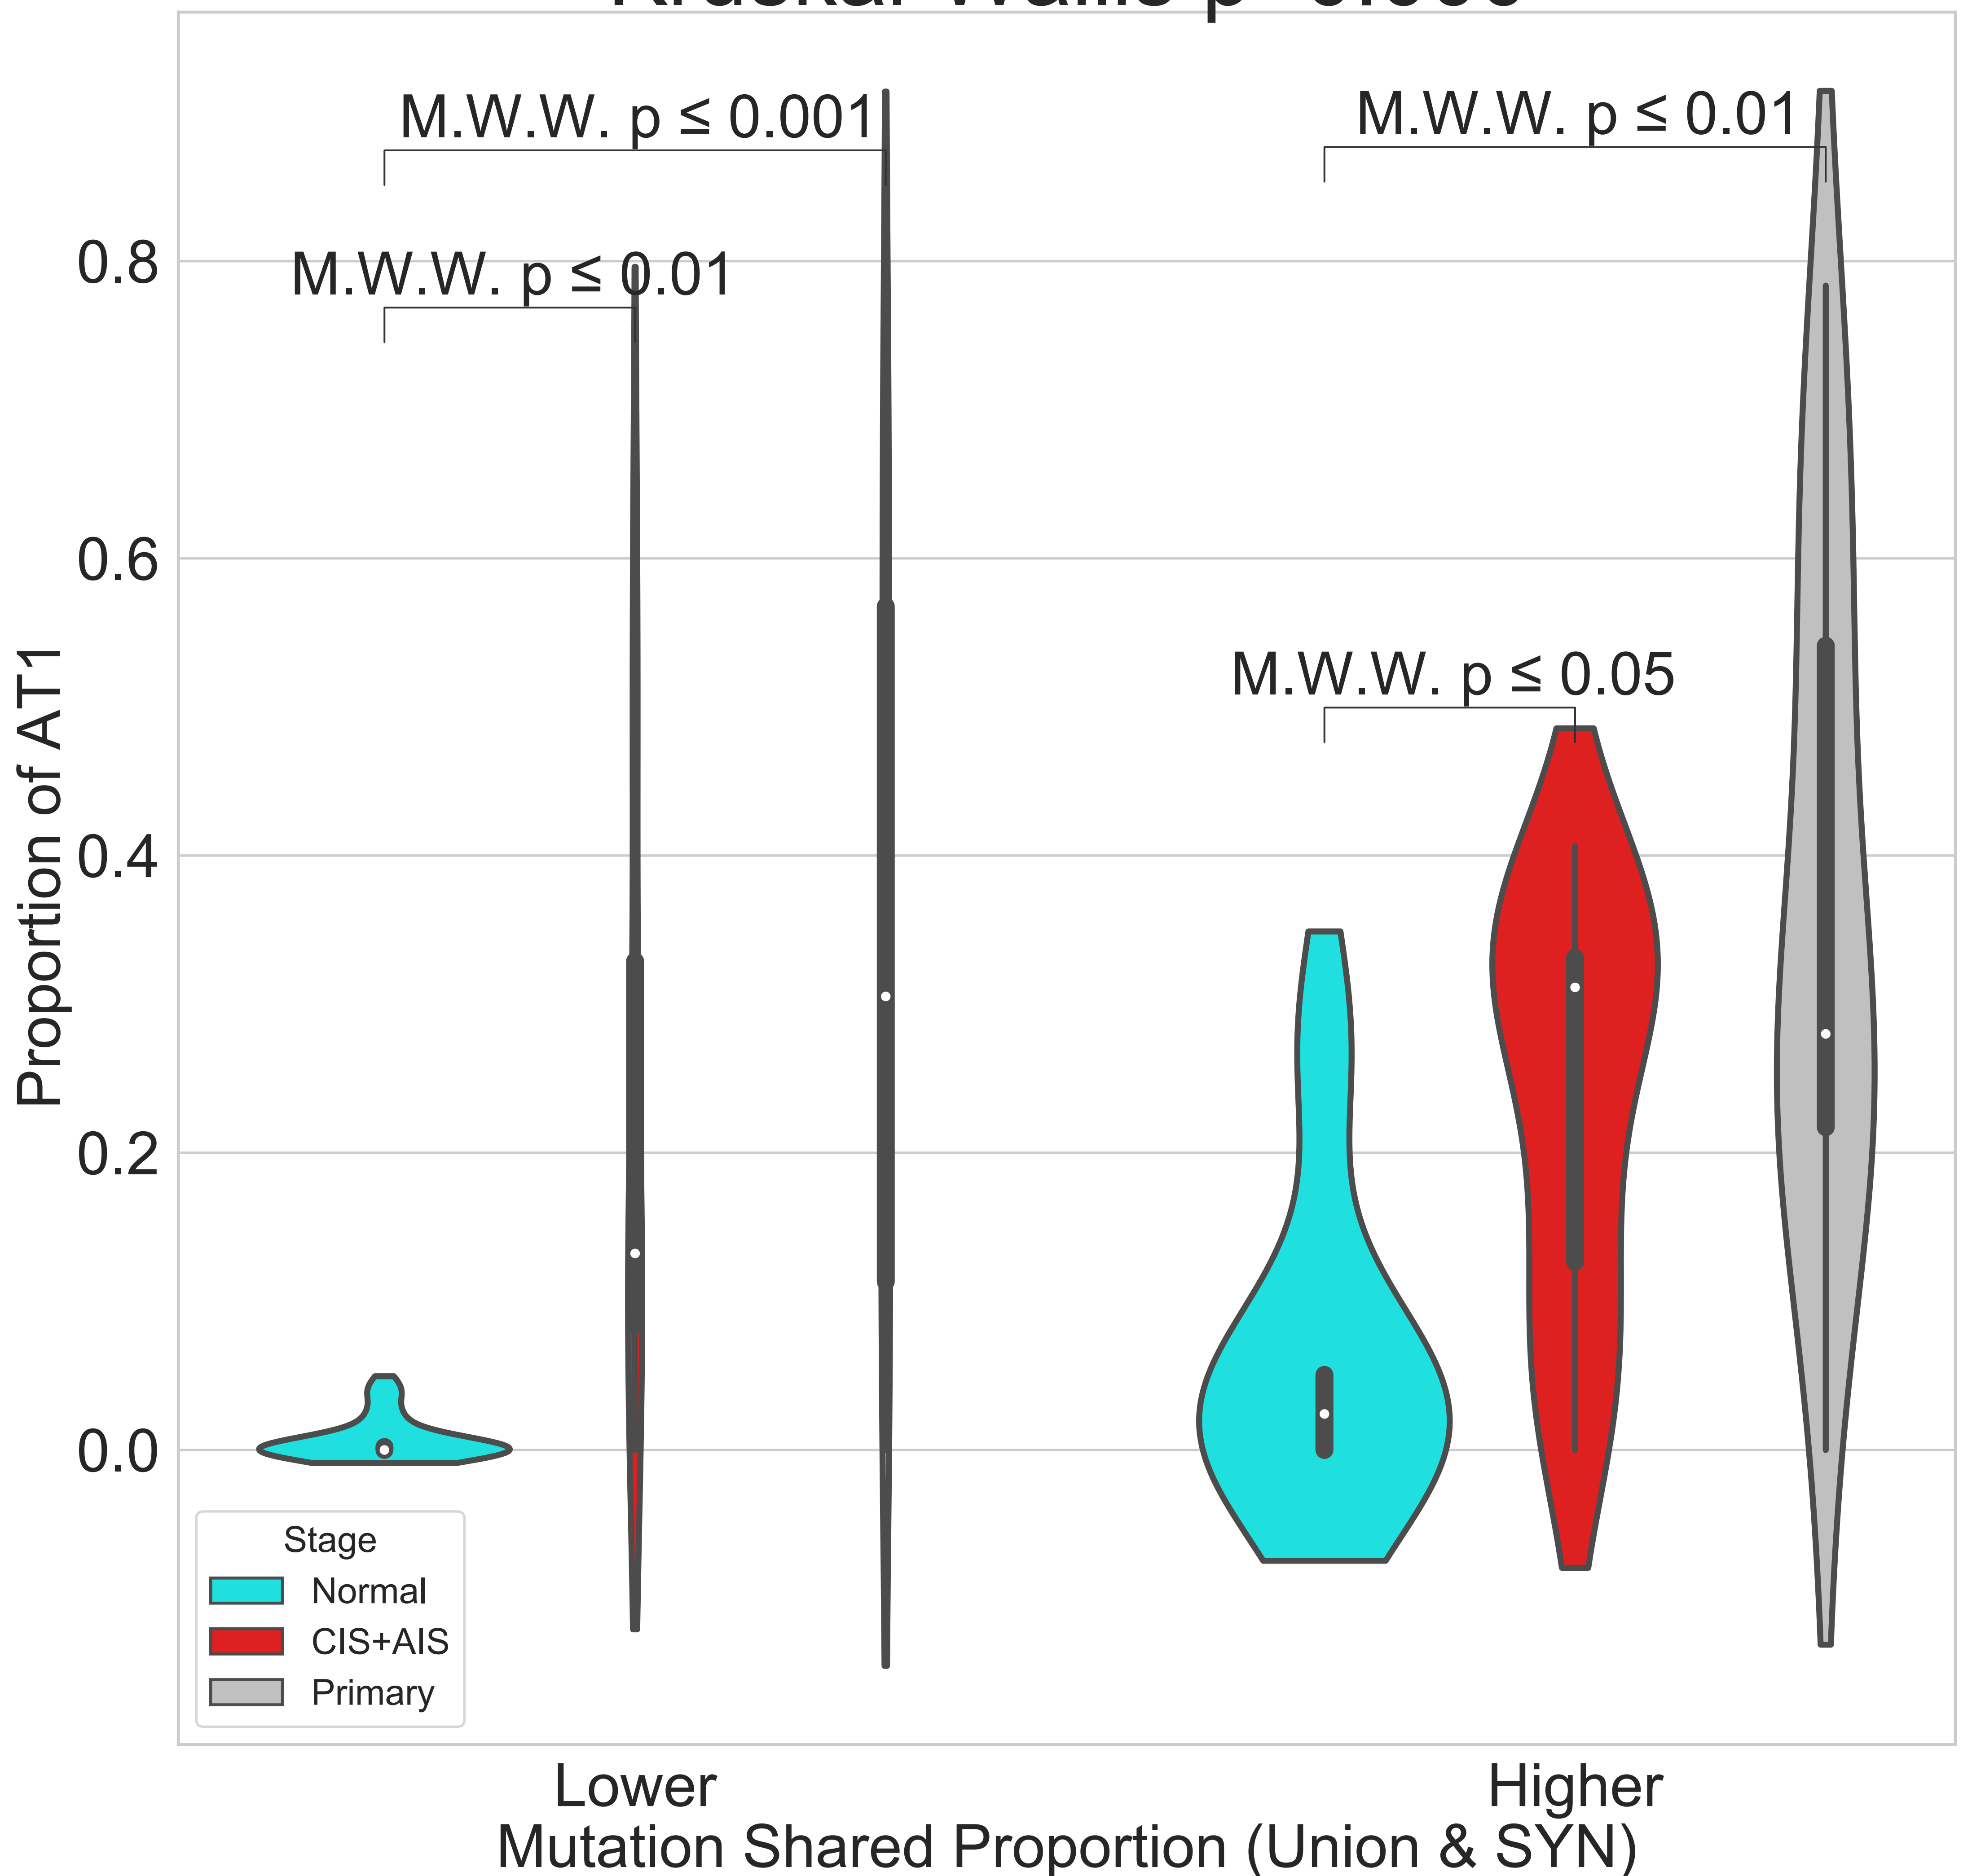 M.W.W. p ≤ 0.001
M.W.W. p ≤ 0.01
M.W.W. p ≤ 0.01
M.W.W. p ≤ 0.05
Proportion of AT1
0.8
0.6
0.4
0.2
0.0
Stage
Normal
CIS+AIS
Primary
Lower
Higher
Mutation Shared Proportion (Union & SYN)